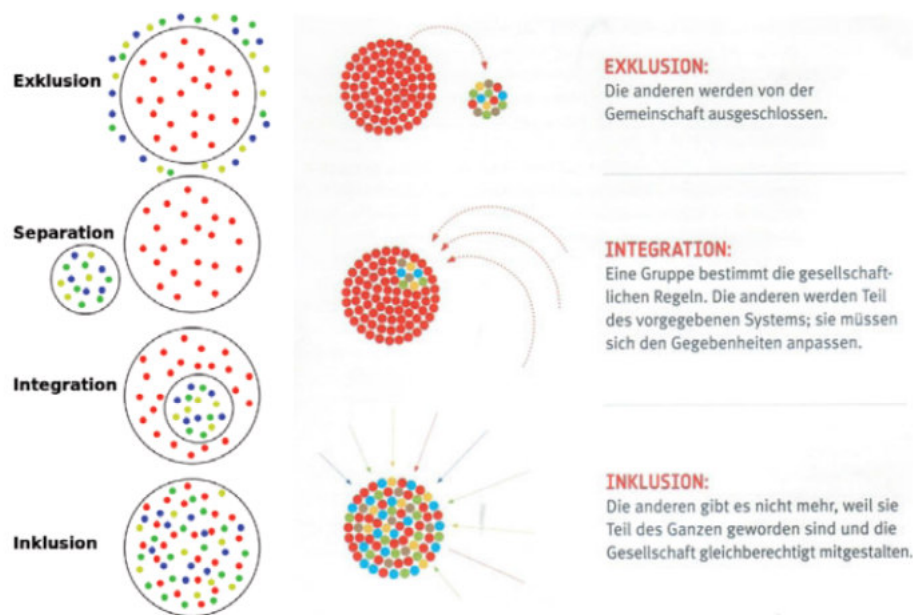 Exklusion
Separation
Integration
Inklusion
EXKLUSION:
Die anderen werden von der
Gemeinschaft ausgeschlossen.
INTEGRATION:
Eine Gruppe bestimmt die gesellschaft-
lichen Regeln. Die anderen werden Teil
des vorgegebenen Systems; sie müssen
sich den Gegebenheiten anpassen.
INKLUSION:
Die anderen gibt es nicht mehr, weil sie
Teil des Ganzen geworden sind und die
Gesellschaft gleichberechtigt mitgestalten.